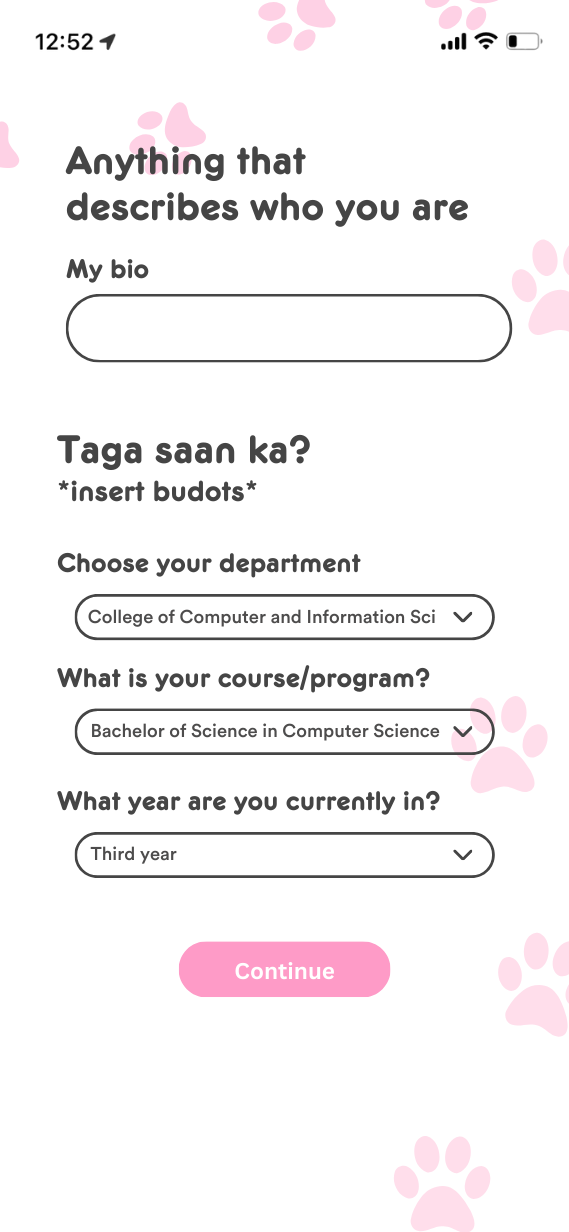 12:52
Anything that
describes who you are
My bio
Taga saan ka?
*insert budots*
Choose your department
College of Computer and Information Sci
What is your course/program?
Bachelor of Science in Computer Science
What year are you currently in?
Third year
Continue